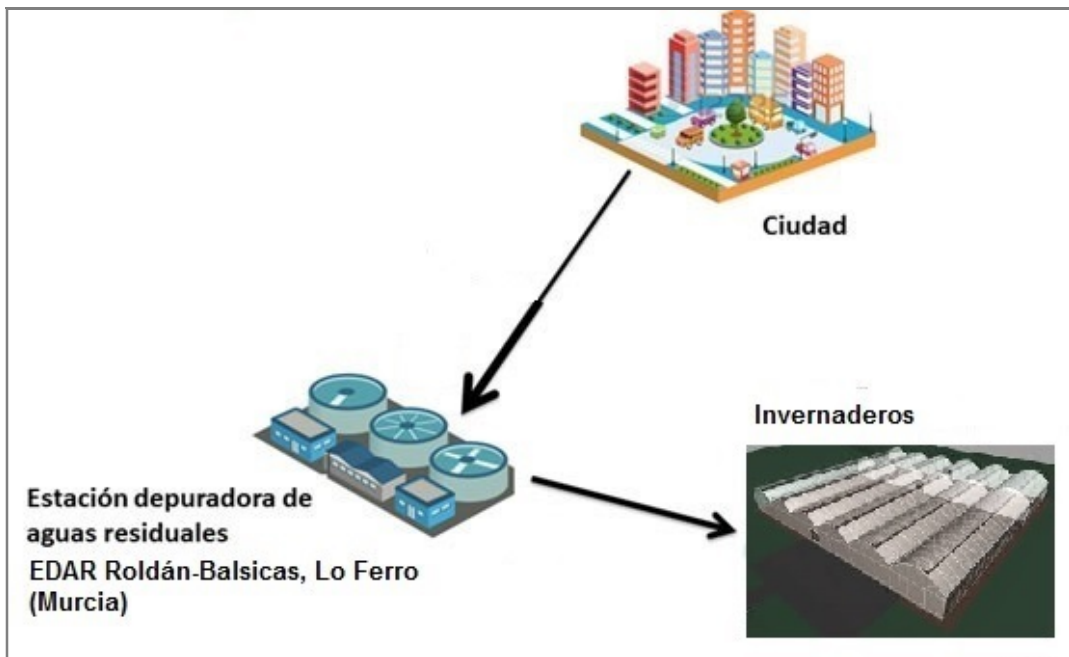 Ciudad
Invernaderos
Estación depuradora de
aguas residuales
EDAR Roldán-Balsicas, Lo Ferro
(Murcia)